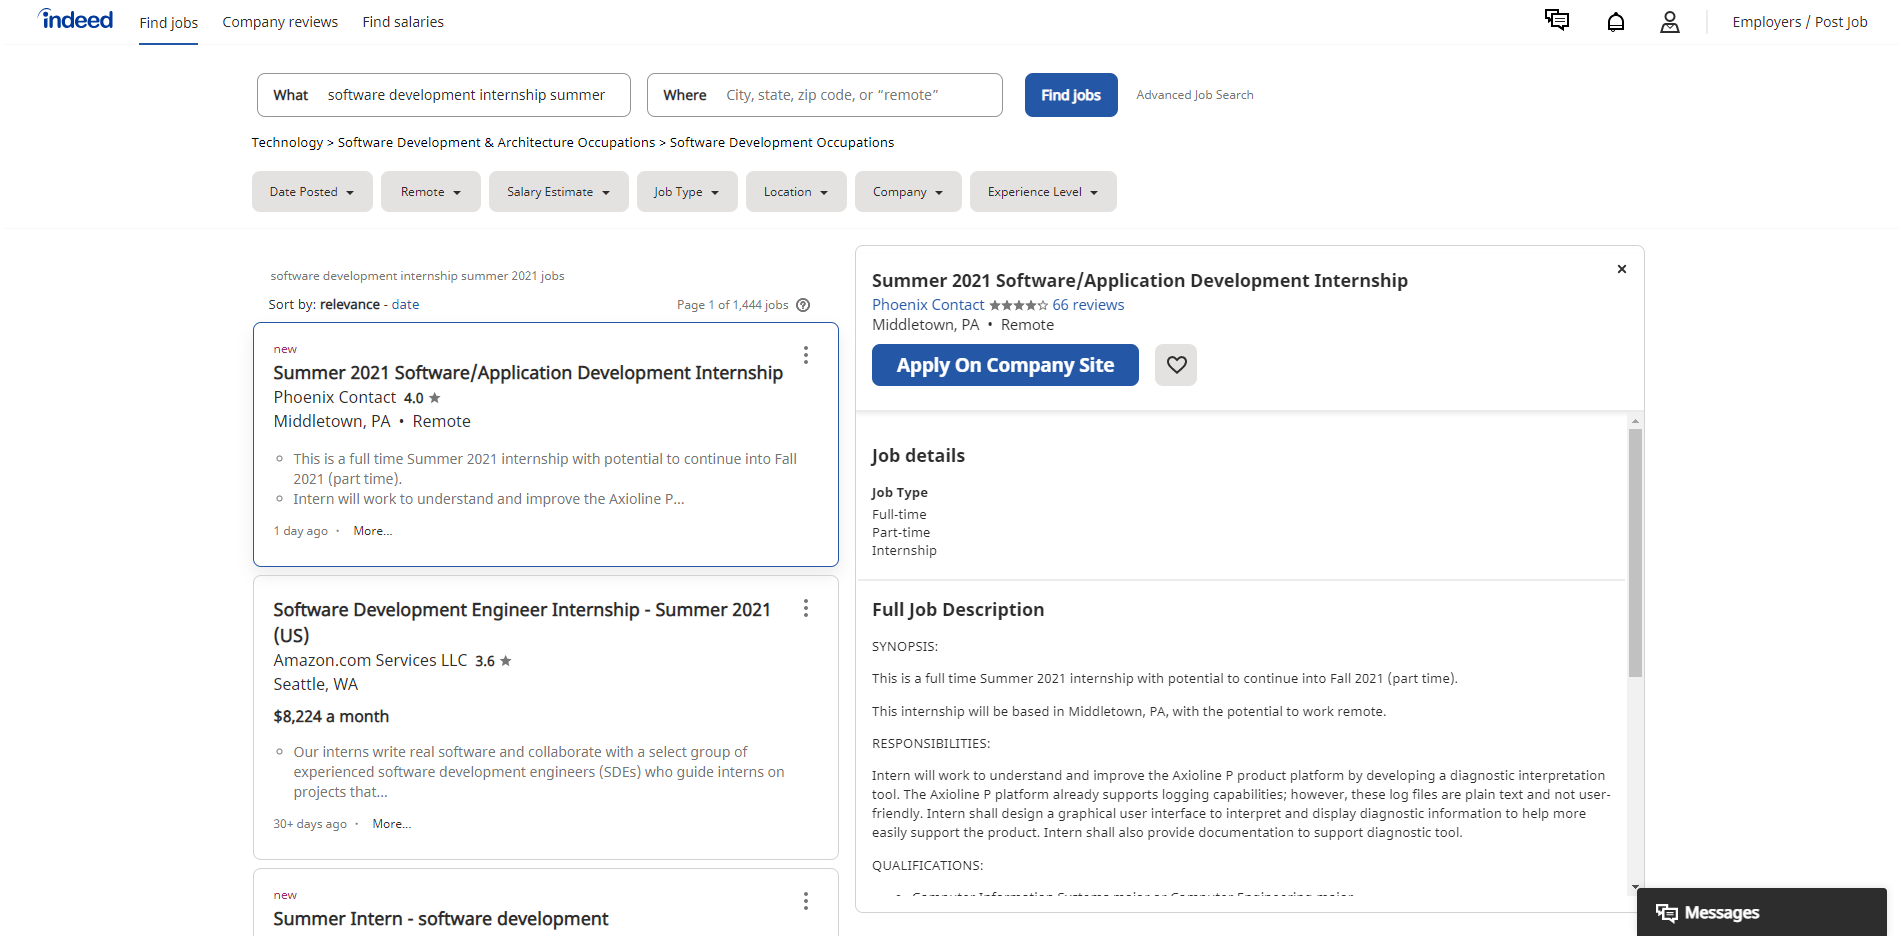 indeed
Find jobs
Company reviews
Find salaries
Employers / Post Job
What software development internship summer
Where City, state, zip code, or “remote”
Find jobs
Advanced Job Search
Technology > Software Development & Architecture Occupations > Software Development Occupations
Date Posted
Remote
Salary Estimate
Job Type
Location
Company
Experience Level
software development internship summer 2021 jobs
Sort by: relevance - date
Page 1 of 1,444 jobs
new
Summer 2021 Software/Application Development Internship
Phoenix Contact 4.0
Middletown, PA • Remote
This is a full time Summer 2021 internship with potential to continue into Fall
2021 (part time).
Intern will work to understand and improve the Axioline P...
1 day ago · More...
Software Development Engineer Internship - Summer 2021
(US)
Amazon.com Services LLC 3.6
Seattle, WA
$8,224 a month
Our interns write real software and collaborate with a select group of
experienced software development engineers (SDEs) who guide interns on
projects that...
30+ days ago · More...
new
Summer Intern - software development
Summer 2021 Software/Application Development Internship
Phoenix Contact 66 reviews
Middletown, PA • Remote
Apply On Company Site
Job details
Job Type
Full-time
Part-time
Internship
Full Job Description
SYNOPSIS:
This is a full time Summer 2021 internship with potential to continue into Fall 2021 (part time).
This internship will be based in Middletown, PA, with the potential to work remote.
RESPONSIBILITIES:
Intern will work to understand and improve the Axioline P product platform by developing a diagnostic interpretation
tool. The Axioline P platform already supports logging capabilities; however, these log files are plain text and not user-
friendly. Intern shall design a graphical user interface to interpret and display diagnostic information to help more
easily support the product. Intern shall also provide documentation to support diagnostic tool.
QUALIFICATIONS:
Computer Information Systems major or Computer Engineering major
Messages